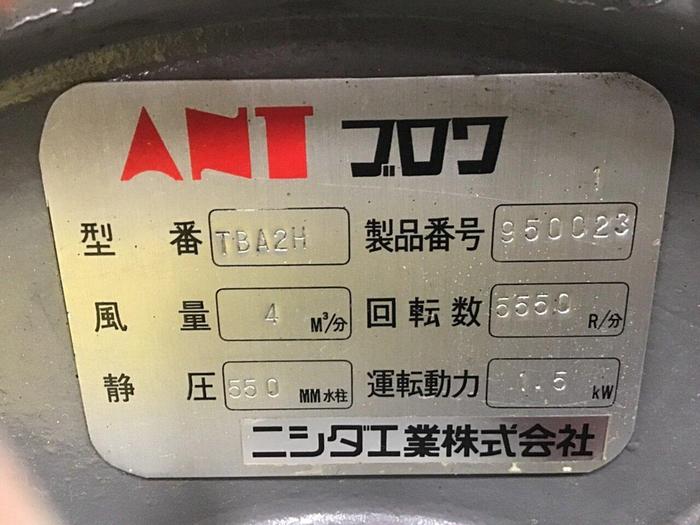 ANT ブロワ
1
型番 TBA2H 製品番号 950023
風量 4 M³/分 回転数 5550 R/分
静圧 550 MM水柱 運転動力 1.5 kW
ニシダ工業株式会社